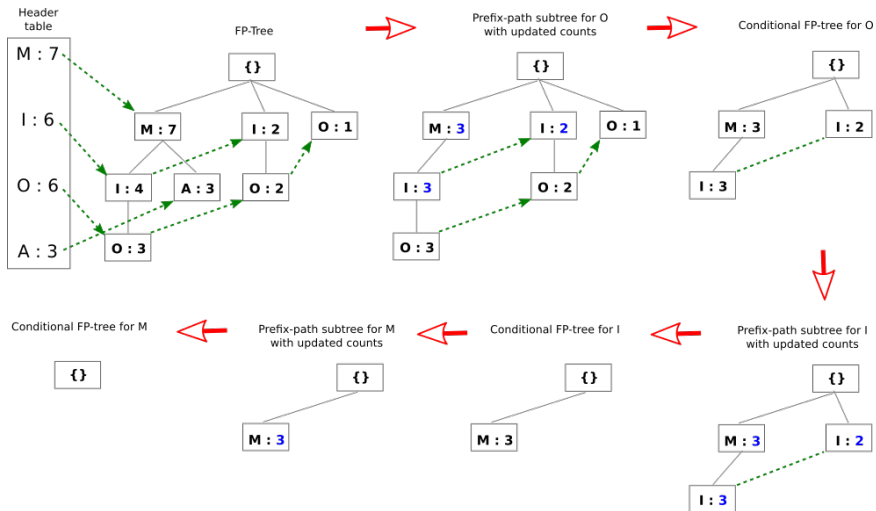 Header
table
M : 7
I : 6
O : 6
A : 3
FP-Tree
{}
M : 7
I : 2
O : 1
I : 4
A : 3
O : 2
O : 3
Prefix-path subtree for O
with updated counts
{}
M : 3
I : 2
O : 1
I : 3
O : 2
O : 3
Conditional FP-tree for O
{}
M : 3
I : 2
I : 3
Conditional FP-tree for M
{}
Prefix-path subtree for M
with updated counts
{}
M : 3
Conditional FP-tree for I
{}
M : 3
Prefix-path subtree for I
with updated counts
{}
M : 3
I : 2
I : 3